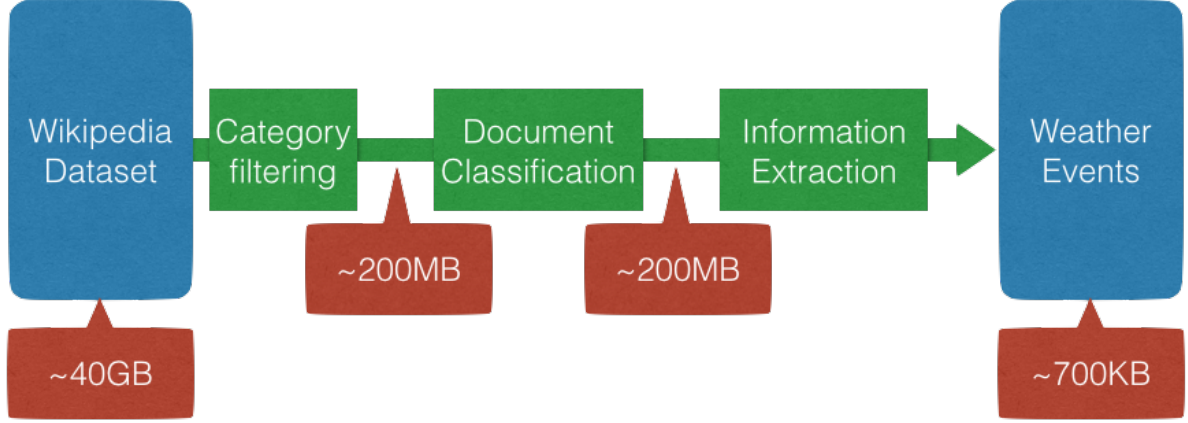 Wikipedia
Dataset
Category
filtering
Document
Classification
Information
Extraction
Weather
Events
~200MB
~200MB
~40GB
~700KB